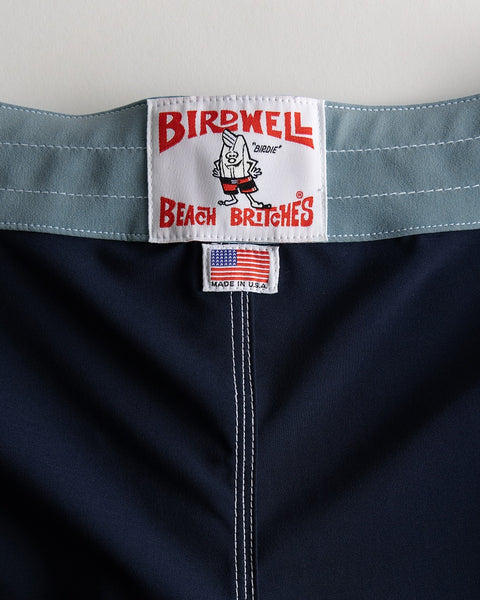 BIRDWELL
"BIRDIE"
BEACH BRITCHES ®
MADE IN U.S.A.